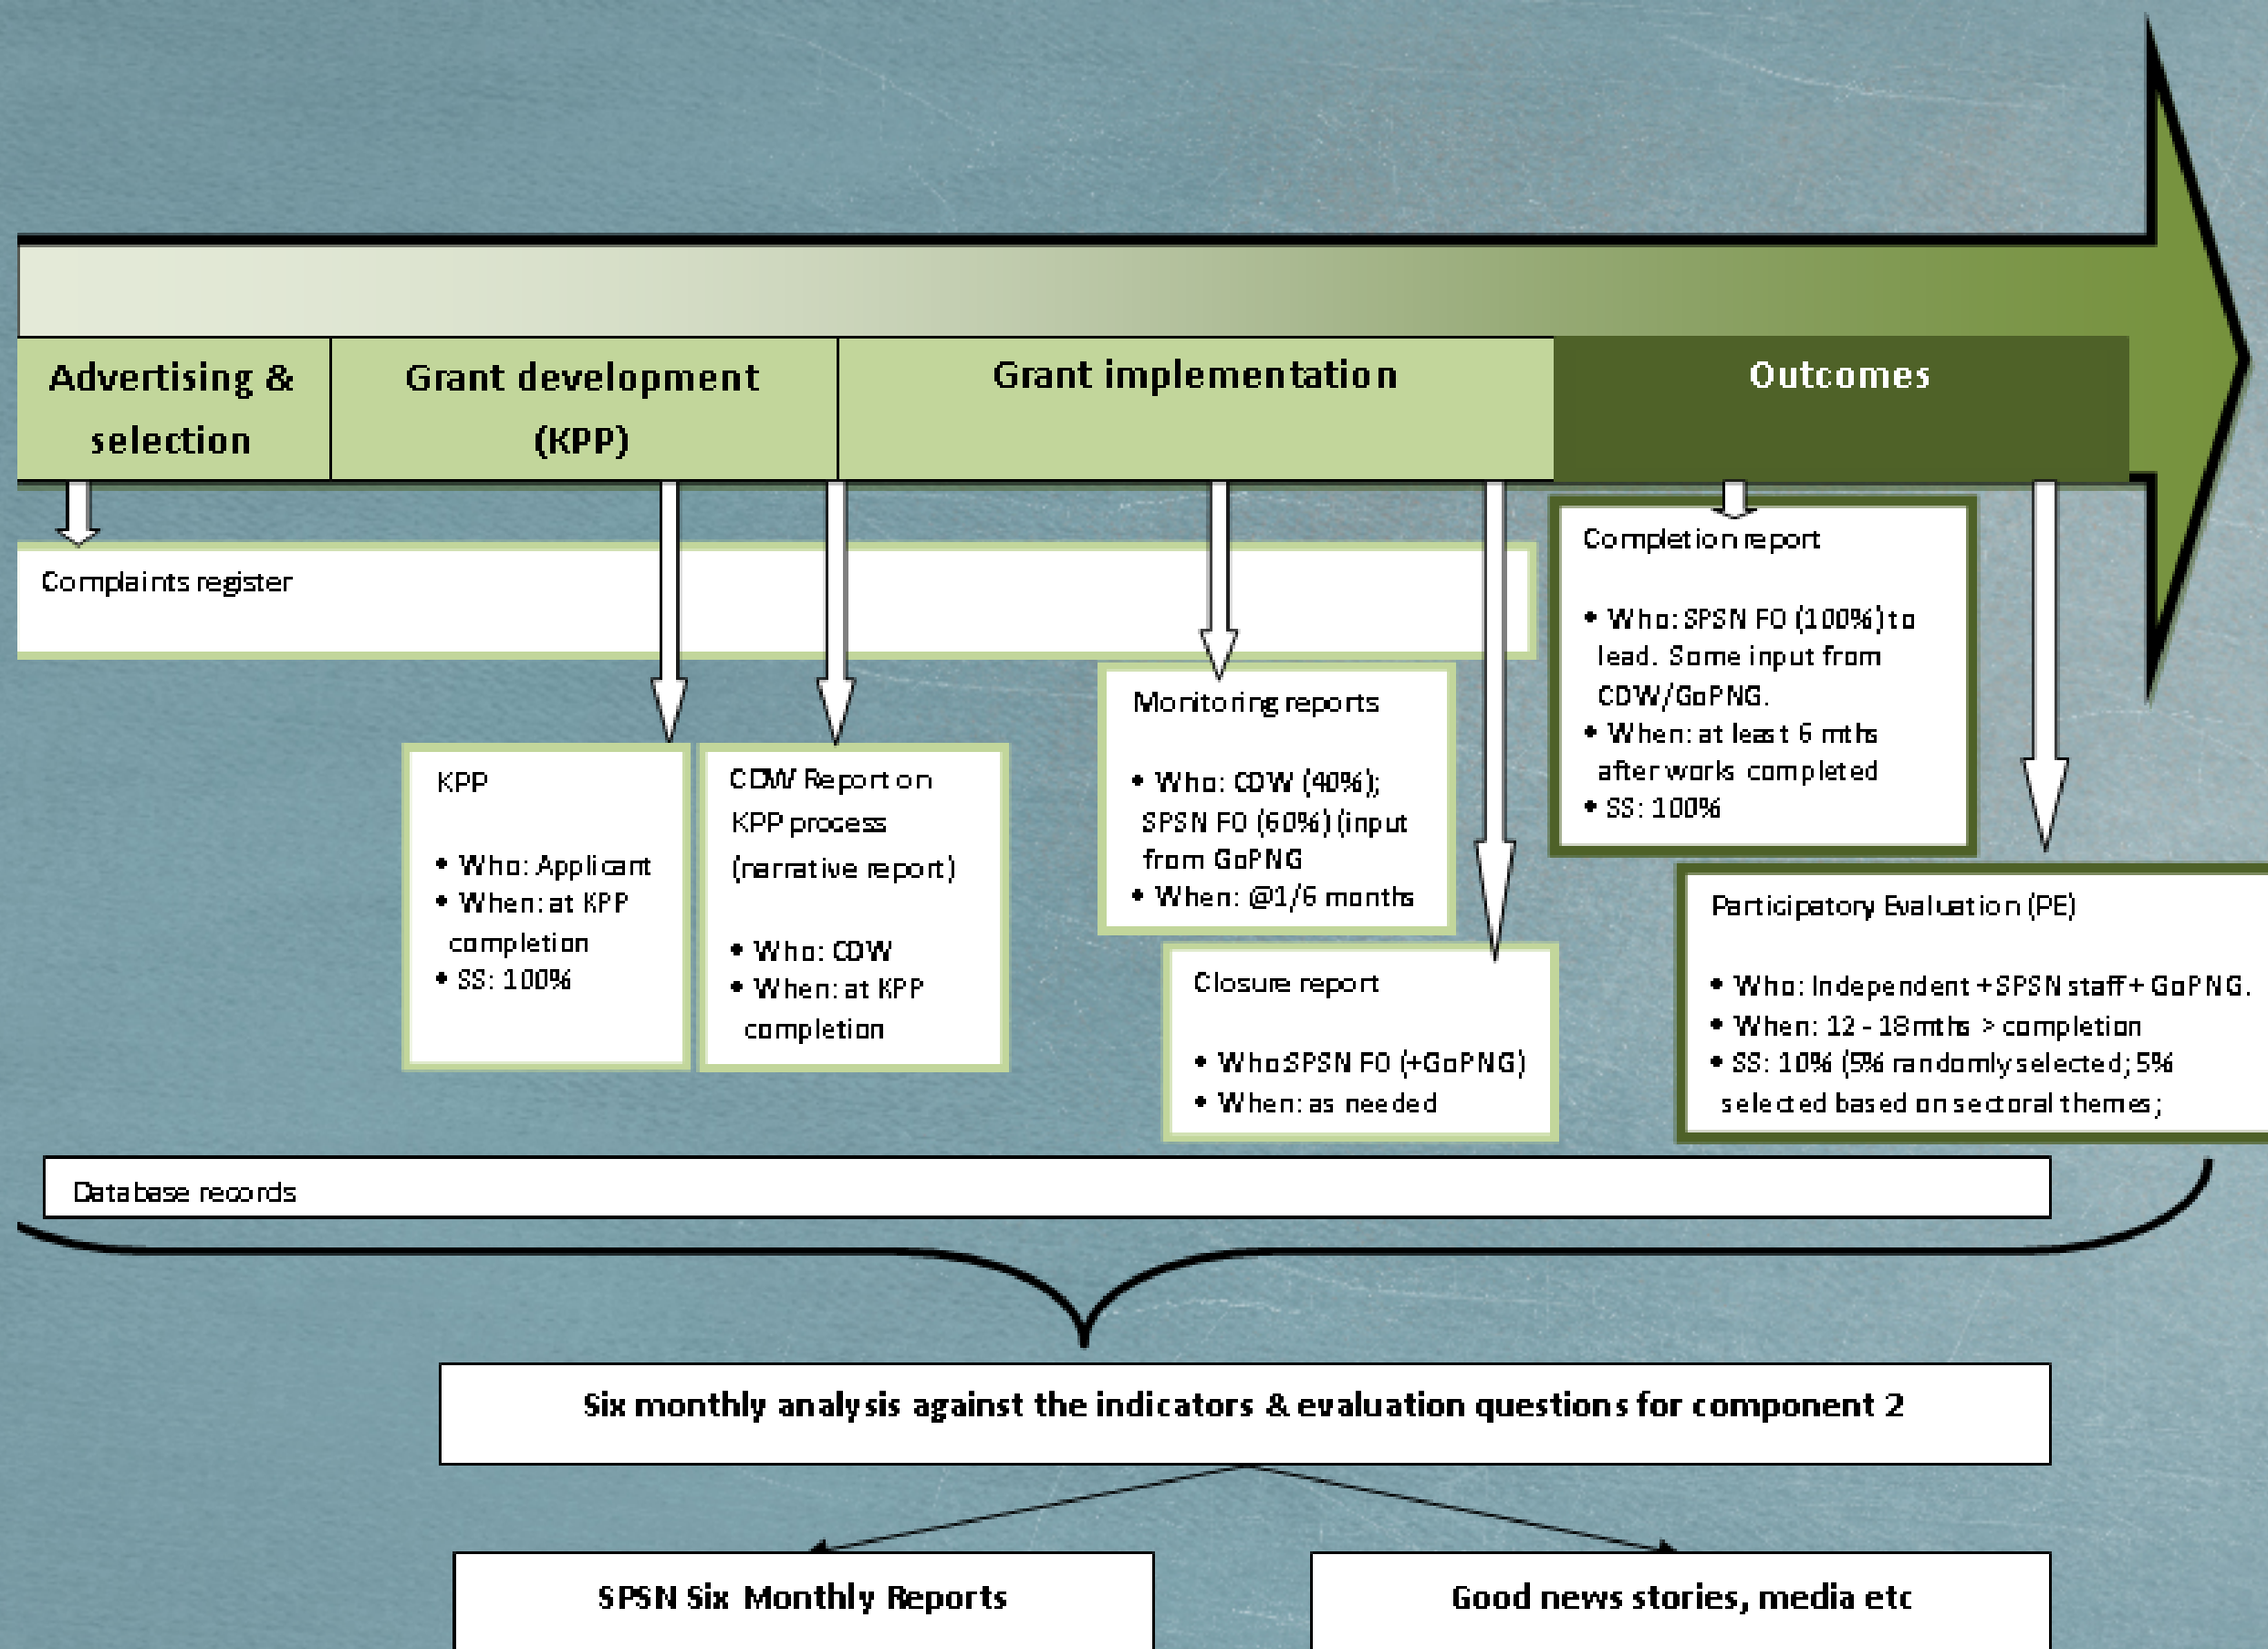 Advertising &
selection
Grant development
(KPP)
Grant implementation
Outcomes
Complaints register
KPP
• Who: Applicant
• When: at KPP
completion
• SS: 100%
CDW Report on
KPP process
(narrative report)
• Who: CDW
• When: at KPP
completion
Monitoring reports
• Who: CDW (40%);
SPSN FO (60%) (input
from GoPNG
• When: @1/6 months
Closure report
• Who:SPSN FO (+GoPNG)
• When: as needed
Completion report
• Who: SPSN FO (100%) to
lead. Some input from
CDW/GoPNG.
• When: at least 6 mths
after works completed
• SS: 100%
Participatory Evaluation (PE)
• Who: Independent + SPSN staff + GoPNG.
• When: 12 - 18 mths > completion
• SS: 10% (5% randomly selected; 5%
selected based on sectoral themes;
Database records
Six monthly analysis against the indicators & evaluation questions for component 2
SPSN Six Monthly Reports
Good news stories, media etc